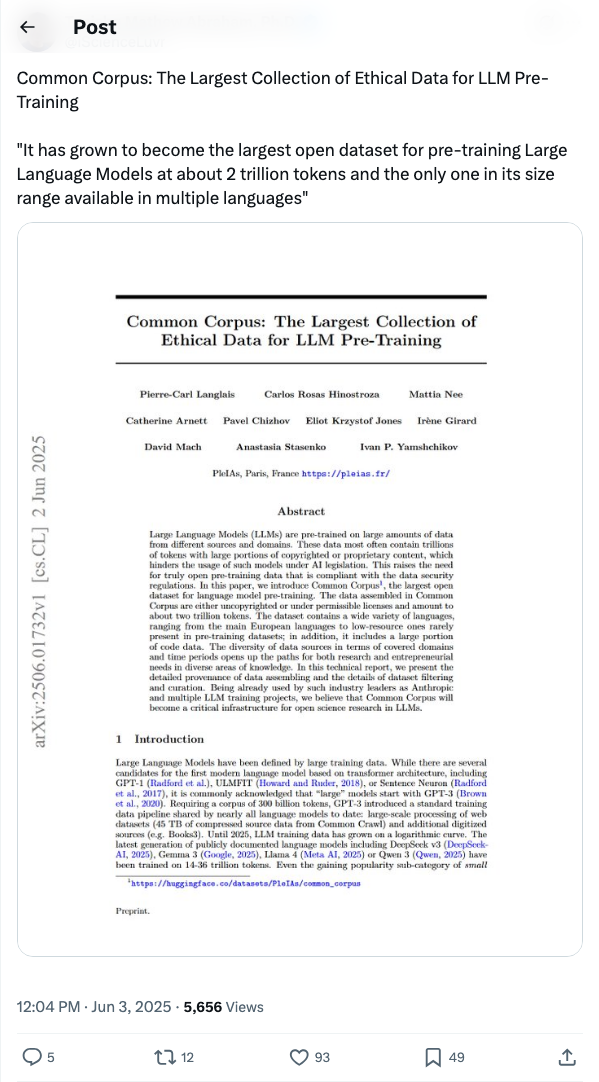 Post
Common Corpus: The Largest Collection of Ethical Data for LLM Pre-
Training
"It has grown to become the largest open dataset for pre-training Large
Language Models at about 2 trillion tokens and the only one in its size
range available in multiple languages"
Common Corpus: The Largest Collection of
Ethical Data for LLM Pre-Training
Pierre-Carl Langlais Carlos Rosas Hinostroza Mattia Nee
Catherine Arnett Pavel Chizhov Eliot Krzystof Jones Irène Girard
David Mach Anastasia Stasenko Ivan P. Yamshchikov
PleIAs, Paris, France https://pleias.fr/
Abstract
Large Language Models (LLMs) are pre-trained on large amounts of data
from different sources and domains. These data most often contain trillions
of tokens with large portions of copyrighted or proprietary content, which
hinders the usage of such models under AI legislation. This raises the need
for truly open pre-training data that is compliant with the data security
regulations. In this paper, we introduce Common Corpus¹, the largest open
dataset for language model pre-training. The data assembled in Common
Corpus are either uncopyrighted or under permissible licenses and amount to
about two trillion tokens. The dataset contains a wide variety of languages,
ranging from the main European languages to low-resource ones rarely
present in pre-training datasets; in addition, it includes a large portion
of code data. The diversity of data sources in terms of covered domains
and time periods opens up the paths for both research and entrepreneurial
needs in diverse areas of knowledge. In this technical report, we present the
detailed provenance of data assembling and the details of dataset filtering
and curation. Being already used by such industry leaders as Anthropic
and multiple LLM training projects, we believe that Common Corpus will
become a critical infrastructure for open science research in LLMs.
1 Introduction
Large Language Models have been defined by large training data. While there are several
candidates for the first modern language model based on transformer architecture, including
GPT-1 (Radford et al.), ULMFIT (Howard and Ruder, 2018), or Sentence Neuron (Radford
et al., 2017), it is commonly acknowledged that "large" models start with GPT-3 (Brown
et al., 2020). Requiring a corpus of 300 billion tokens, GPT-3 introduced a standard training
data pipeline shared by nearly all language models to date: large-scale processing of web
datasets (45 TB of compressed source data from Common Crawl) and additional digitized
sources (e.g. Books3). Until 2025, LLM training data has grown on a logarithmic curve. The
latest generation of publicly documented language models including DeepSeek v3 (DeepSeek-
AI, 2025), Gemma 3 (Google, 2025), Llama 4 (Meta AI, 2025) or Qwen 3 (Qwen, 2025) have
been trained on 14-36 trillion tokens. Even the gaining popularity sub-category of small
¹https://huggingface.co/datasets/PleIAs/common_corpus
Preprint.
arXiv:2506.01732v1 [cs.CL] 2 Jun 2025
12:04 PM · Jun 3, 2025 · 5,656 Views
5 12 93 49